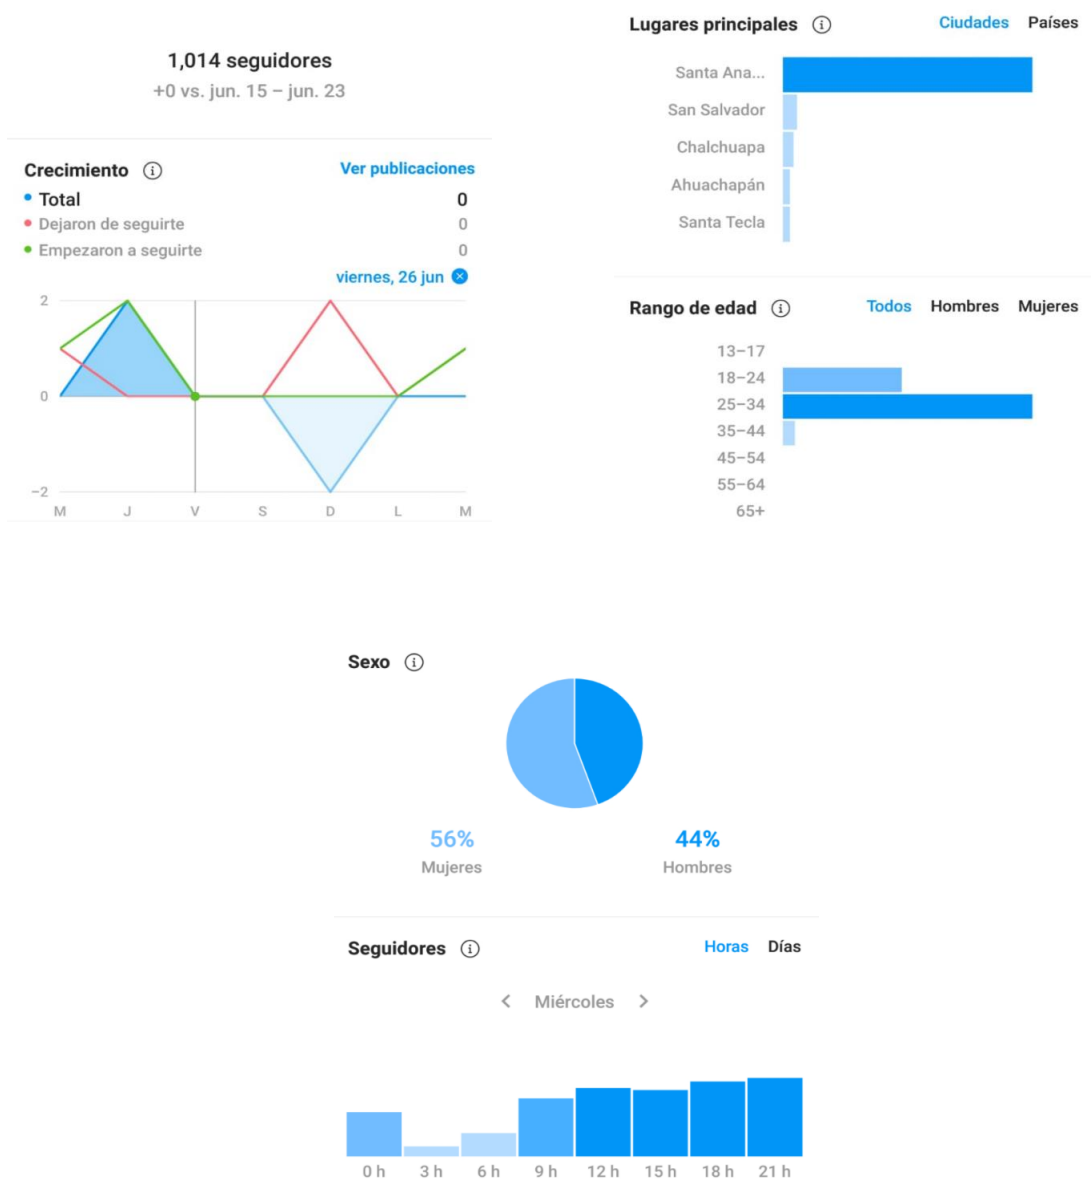 1,014 seguidores
+0 vs. jun. 15 – jun. 23
Crecimiento
Ver publicaciones
Total 0
Dejaron de seguirte 0
Empezaron a seguirte 0
viernes, 26 jun
2
0
−2
M J V S D L M
Lugares principales
Ciudades Países
Santa Ana...
San Salvador
Chalchuapa
Ahuachapán
Santa Tecla
Rango de edad
Todos Hombres Mujeres
13–17
18–24
25–34
35–44
45–54
55–64
65+
Sexo
56% 44%
Mujeres Hombres
Seguidores
Horas Días
Miércoles
0 h 3 h 6 h 9 h 12 h 15 h 18 h 21 h